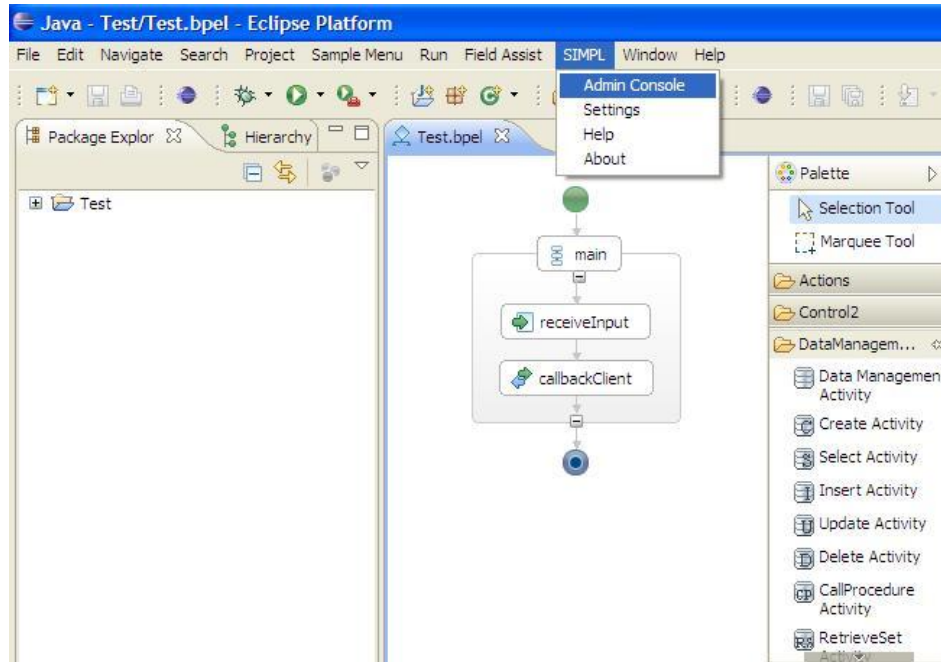 Java - Test/Test.bpel - Eclipse Platform
File Edit Navigate Search Project Sample Menu Run Field Assist SIMPL Window Help
Admin Console
Settings
Help
About
Package Explor
Hierarchy
Test.bpel
Test
main
receiveInput
callbackClient
Palette
Selection Tool
Marquee Tool
Actions
Control2
DataManagem...
Data Managemen
Activity
Create Activity
Select Activity
Insert Activity
Update Activity
Delete Activity
CallProcedure
Activity
RetrieveSet